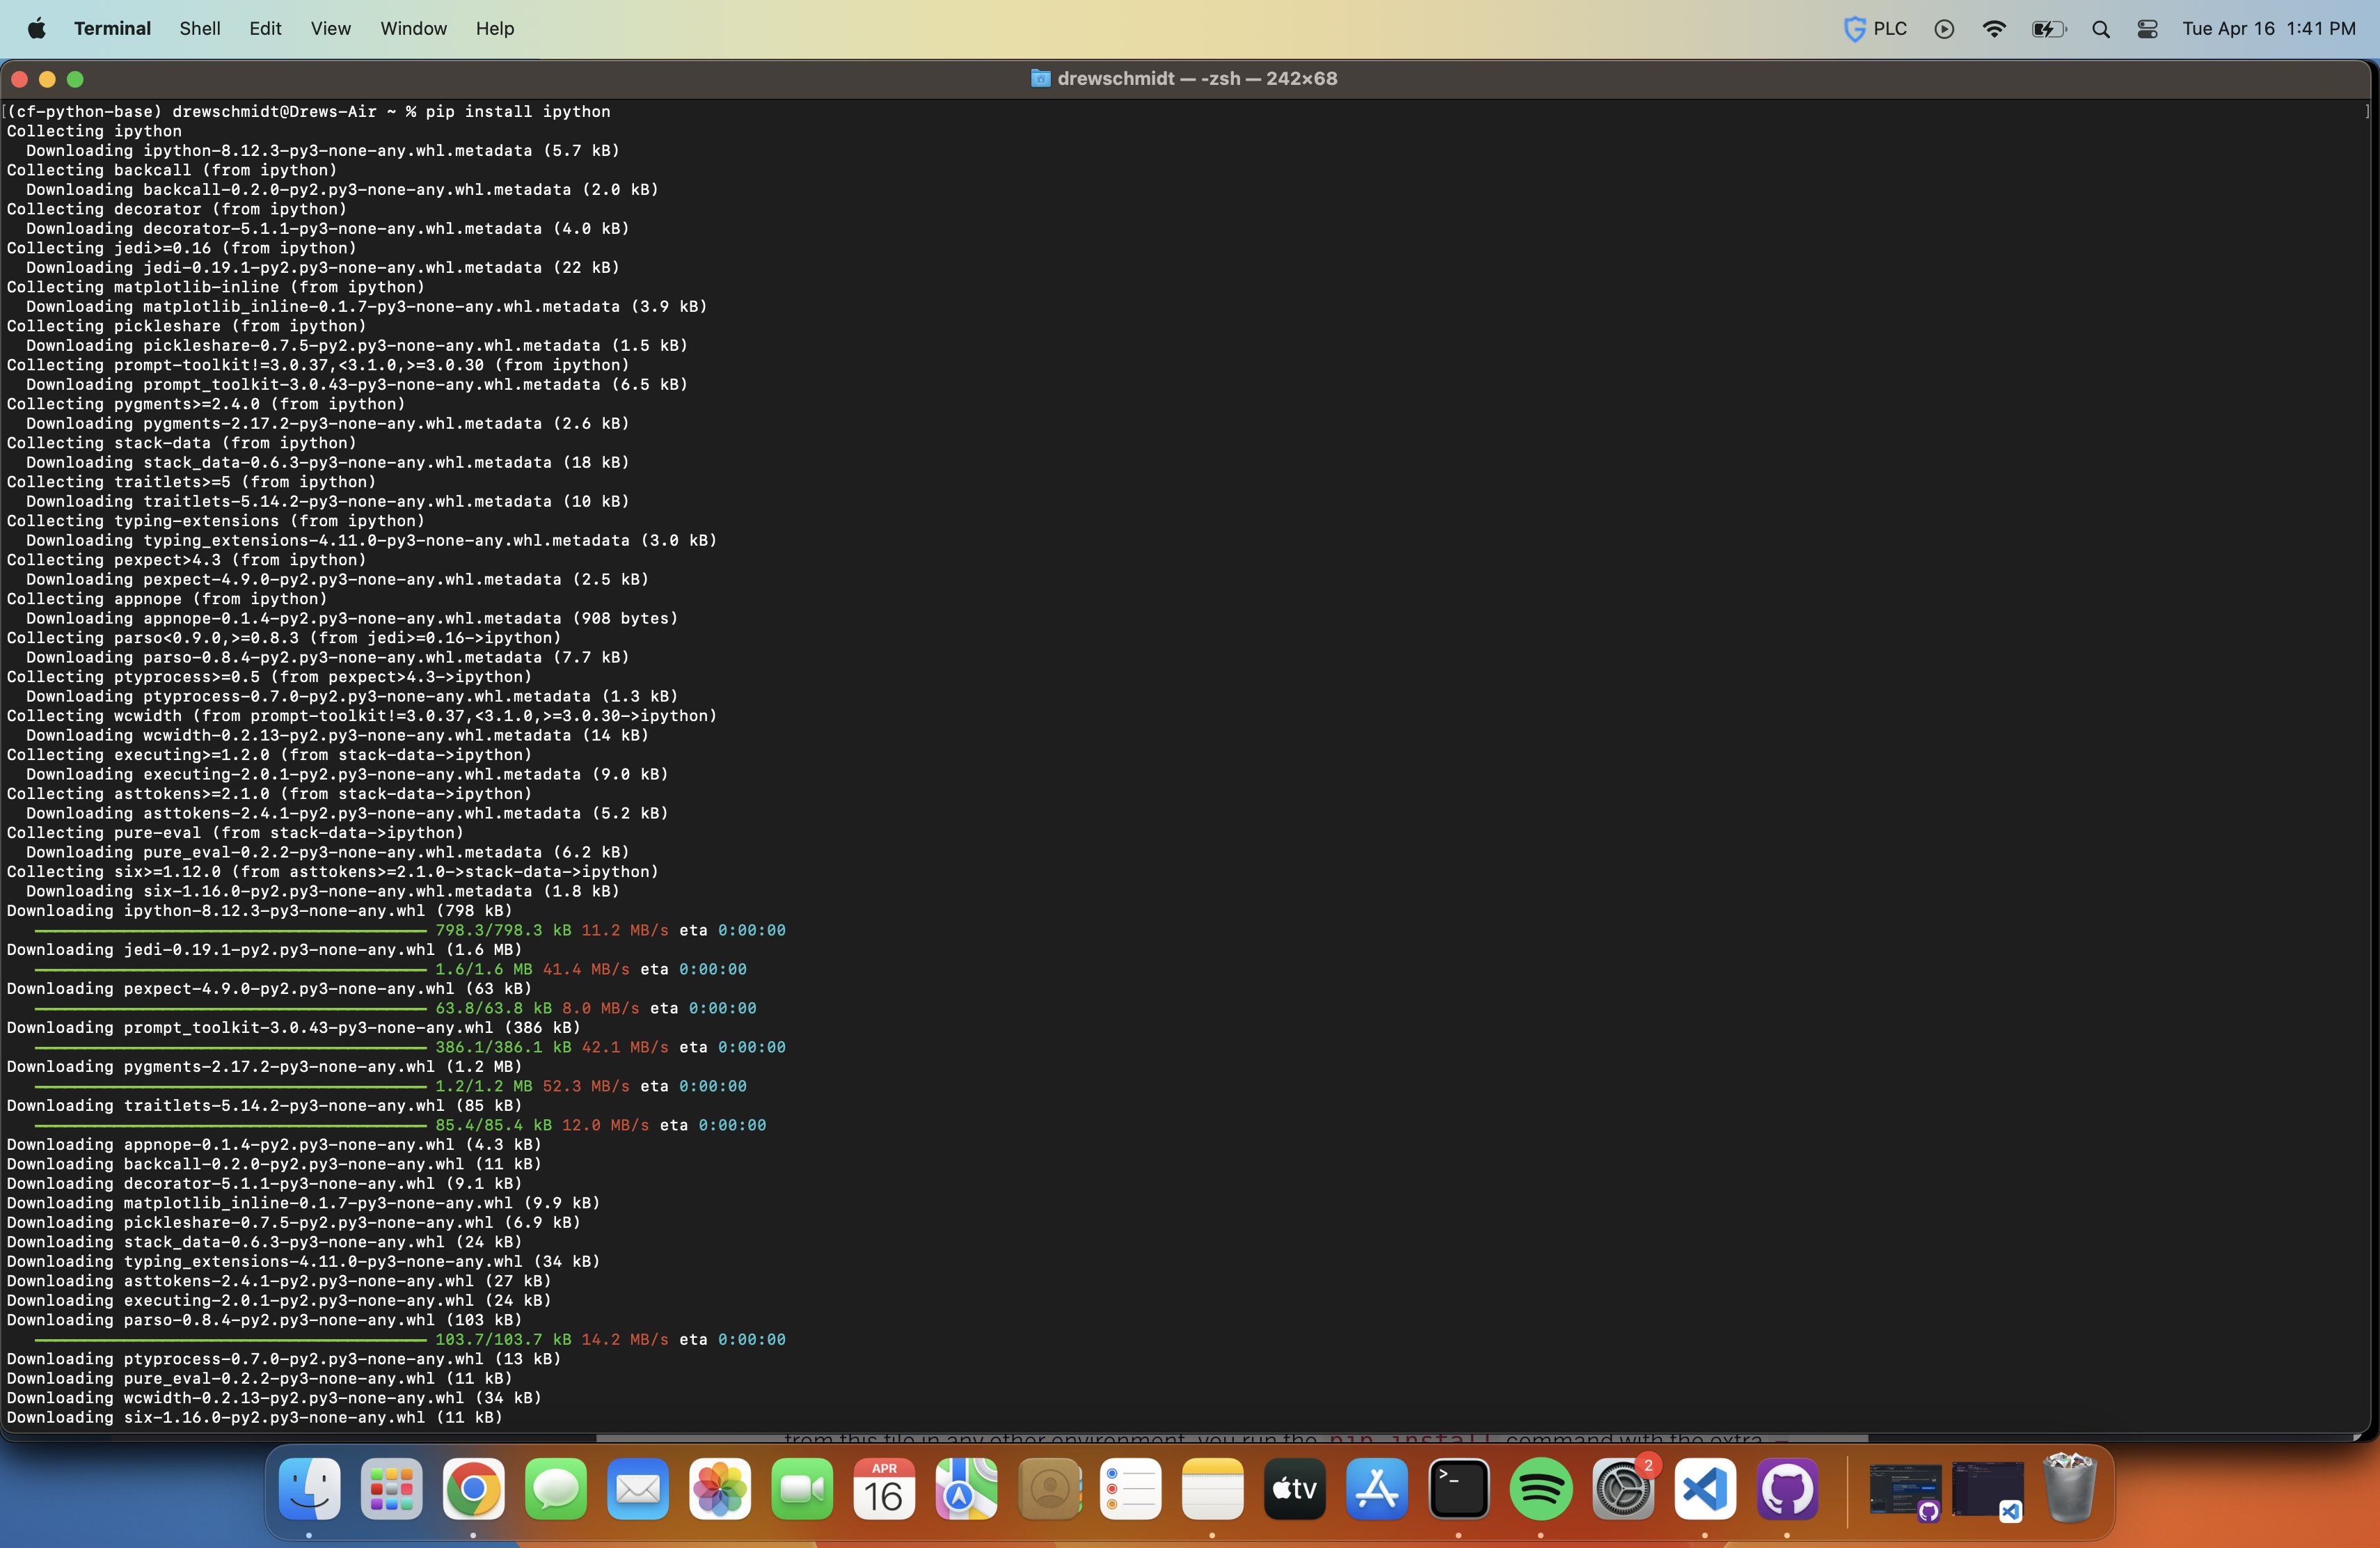 Terminal Shell Edit View Window Help PLC Tue Apr 16 1:41 PM
drewschmidt — -zsh — 242×68
[(cf-python-base) drewschmidt@Drews-Air ~ % pip install ipython ]
Collecting ipython
  Downloading ipython-8.12.3-py3-none-any.whl.metadata (5.7 kB)
Collecting backcall (from ipython)
  Downloading backcall-0.2.0-py2.py3-none-any.whl.metadata (2.0 kB)
Collecting decorator (from ipython)
  Downloading decorator-5.1.1-py3-none-any.whl.metadata (4.0 kB)
Collecting jedi>=0.16 (from ipython)
  Downloading jedi-0.19.1-py2.py3-none-any.whl.metadata (22 kB)
Collecting matplotlib-inline (from ipython)
  Downloading matplotlib_inline-0.1.7-py3-none-any.whl.metadata (3.9 kB)
Collecting pickleshare (from ipython)
  Downloading pickleshare-0.7.5-py2.py3-none-any.whl.metadata (1.5 kB)
Collecting prompt-toolkit!=3.0.37,<3.1.0,>=3.0.30 (from ipython)
  Downloading prompt_toolkit-3.0.43-py3-none-any.whl.metadata (6.5 kB)
Collecting pygments>=2.4.0 (from ipython)
  Downloading pygments-2.17.2-py3-none-any.whl.metadata (2.6 kB)
Collecting stack-data (from ipython)
  Downloading stack_data-0.6.3-py3-none-any.whl.metadata (18 kB)
Collecting traitlets>=5 (from ipython)
  Downloading traitlets-5.14.2-py3-none-any.whl.metadata (10 kB)
Collecting typing-extensions (from ipython)
  Downloading typing_extensions-4.11.0-py3-none-any.whl.metadata (3.0 kB)
Collecting pexpect>4.3 (from ipython)
  Downloading pexpect-4.9.0-py2.py3-none-any.whl.metadata (2.5 kB)
Collecting appnope (from ipython)
  Downloading appnope-0.1.4-py2.py3-none-any.whl.metadata (908 bytes)
Collecting parso<0.9.0,>=0.8.3 (from jedi>=0.16->ipython)
  Downloading parso-0.8.4-py2.py3-none-any.whl.metadata (7.7 kB)
Collecting ptyprocess>=0.5 (from pexpect>4.3->ipython)
  Downloading ptyprocess-0.7.0-py2.py3-none-any.whl.metadata (1.3 kB)
Collecting wcwidth (from prompt-toolkit!=3.0.37,<3.1.0,>=3.0.30->ipython)
  Downloading wcwidth-0.2.13-py2.py3-none-any.whl.metadata (14 kB)
Collecting executing>=1.2.0 (from stack-data->ipython)
  Downloading executing-2.0.1-py2.py3-none-any.whl.metadata (9.0 kB)
Collecting asttokens>=2.1.0 (from stack-data->ipython)
  Downloading asttokens-2.4.1-py2.py3-none-any.whl.metadata (5.2 kB)
Collecting pure-eval (from stack-data->ipython)
  Downloading pure_eval-0.2.2-py3-none-any.whl.metadata (6.2 kB)
Collecting six>=1.12.0 (from asttokens>=2.1.0->stack-data->ipython)
  Downloading six-1.16.0-py2.py3-none-any.whl.metadata (1.8 kB)
Downloading ipython-8.12.3-py3-none-any.whl (798 kB)
798.3/798.3 kB 11.2 MB/s eta 0:00:00
Downloading jedi-0.19.1-py2.py3-none-any.whl (1.6 MB)
1.6/1.6 MB 41.4 MB/s eta 0:00:00
Downloading pexpect-4.9.0-py2.py3-none-any.whl (63 kB)
63.8/63.8 kB 8.0 MB/s eta 0:00:00
Downloading prompt_toolkit-3.0.43-py3-none-any.whl (386 kB)
386.1/386.1 kB 42.1 MB/s eta 0:00:00
Downloading pygments-2.17.2-py3-none-any.whl (1.2 MB)
1.2/1.2 MB 52.3 MB/s eta 0:00:00
Downloading traitlets-5.14.2-py3-none-any.whl (85 kB)
85.4/85.4 kB 12.0 MB/s eta 0:00:00
Downloading appnope-0.1.4-py2.py3-none-any.whl (4.3 kB)
Downloading backcall-0.2.0-py2.py3-none-any.whl (11 kB)
Downloading decorator-5.1.1-py3-none-any.whl (9.1 kB)
Downloading matplotlib_inline-0.1.7-py3-none-any.whl (9.9 kB)
Downloading pickleshare-0.7.5-py2.py3-none-any.whl (6.9 kB)
Downloading stack_data-0.6.3-py3-none-any.whl (24 kB)
Downloading typing_extensions-4.11.0-py3-none-any.whl (34 kB)
Downloading asttokens-2.4.1-py2.py3-none-any.whl (27 kB)
Downloading executing-2.0.1-py2.py3-none-any.whl (24 kB)
Downloading parso-0.8.4-py2.py3-none-any.whl (103 kB)
103.7/103.7 kB 14.2 MB/s eta 0:00:00
Downloading ptyprocess-0.7.0-py2.py3-none-any.whl (13 kB)
Downloading pure_eval-0.2.2-py3-none-any.whl (11 kB)
Downloading wcwidth-0.2.13-py2.py3-none-any.whl (34 kB)
Downloading six-1.16.0-py2.py3-none-any.whl (11 kB)
from this file in any other environment, you run the pip install command with the extra –
APR
16
tv
>_
2